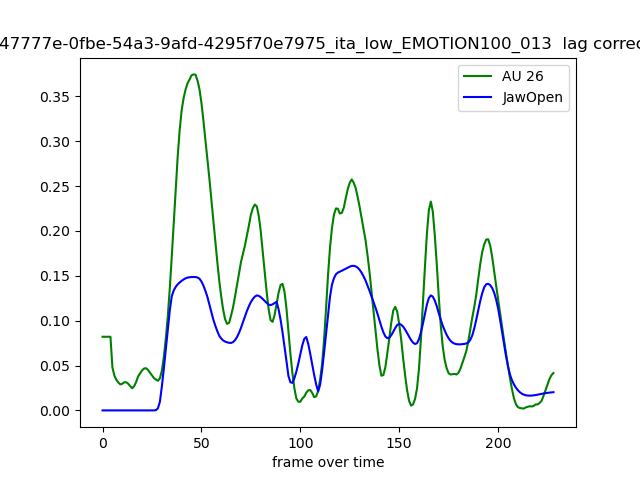 47777e-0fbe-54a3-9afd-4295f70e7975_ita_low_EMOTION100_013 lag correc
AU 26
JawOpen
0.35
0.30
0.25
0.20
0.15
0.10
0.05
0.00
0 50 100 150 200
frame over time